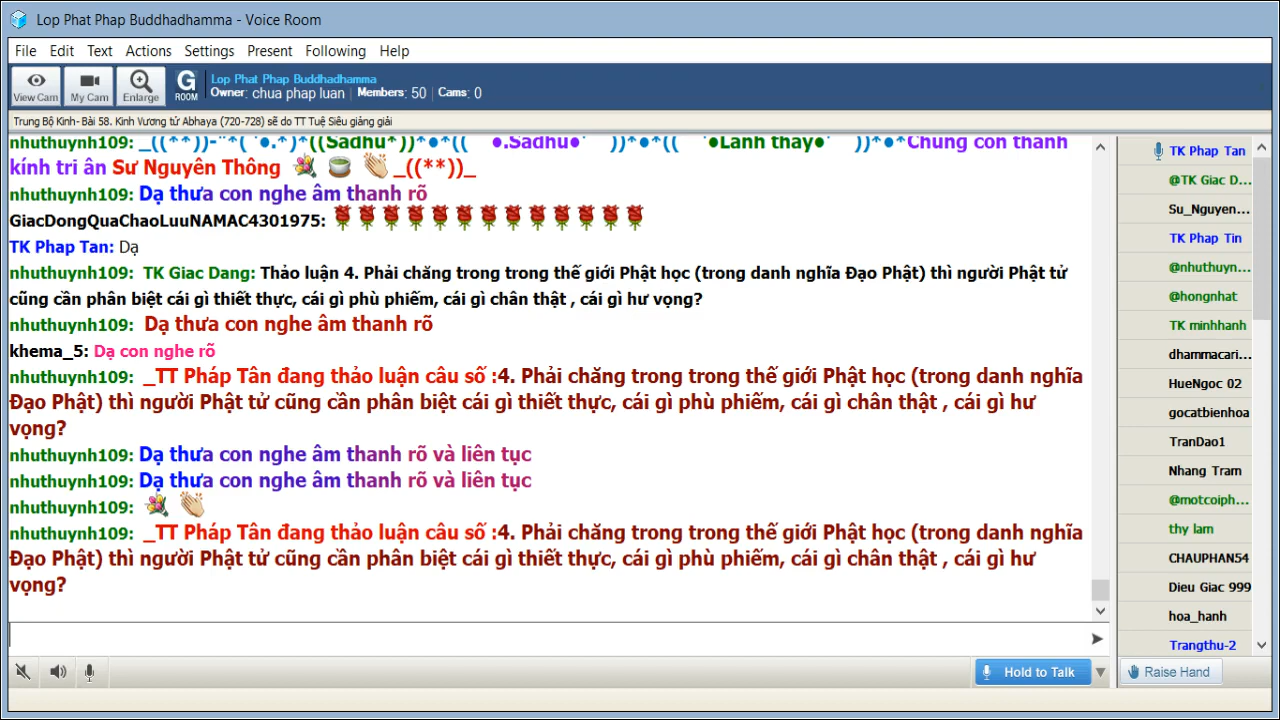 Lop Phat Phap Buddhadhamma - Voice Room
File Edit Text Actions Settings Present Following Help
View Cam My Cam Enlarge G ROOM Lop Phat Phap Buddhadhamma
Owner: chua phap luan Members: 50 Cams: 0
Trung Bộ Kinh- Bài 58. Kinh Vương tử Abhaya (720-728) sẽ do TT Tuệ Siêu giảng giải
nhuthuynh109: _((**))-"*( ´●.*)*((Sadhu*))*●*(( ●.Sadhu●´ ))*●*(( ´●Lành thay●´ ))*●*Chúng con thành
kính tri ân Sư Nguyên Thông _((**))_
nhuthuynh109: Dạ thưa con nghe âm thanh rõ
GiacDongQuaChaoLuuNAMAC4301975:
TK Phap Tan: Dạ
nhuthuynh109: TK Giac Dang: Thảo luận 4. Phải chăng trong trong thế giới Phật học (trong danh nghĩa Đạo Phật) thì người Phật tử
cũng cần phân biệt cái gì thiết thực, cái gì phù phiếm, cái gì chân thật , cái gì hư vọng?
nhuthuynh109: Dạ thưa con nghe âm thanh rõ
khema_5: Dạ con nghe rõ
nhuthuynh109: _TT Pháp Tân đang thảo luận câu số :4. Phải chăng trong trong thế giới Phật học (trong danh nghĩa
Đạo Phật) thì người Phật tử cũng cần phân biệt cái gì thiết thực, cái gì phù phiếm, cái gì chân thật , cái gì hư
vọng?
nhuthuynh109: Dạ thưa con nghe âm thanh rõ và liên tục
nhuthuynh109: Dạ thưa con nghe âm thanh rõ và liên tục
nhuthuynh109:
nhuthuynh109: _TT Pháp Tân đang thảo luận câu số :4. Phải chăng trong trong thế giới Phật học (trong danh nghĩa
Đạo Phật) thì người Phật tử cũng cần phân biệt cái gì thiết thực, cái gì phù phiếm, cái gì chân thật , cái gì hư
vọng?
TK Phap Tan
@TK Giac D...
Su_Nguyen...
TK Phap Tin
@nhuthuyn...
@hongnhat
TK minhhanh
dhammacari...
HueNgoc 02
gocatbienhoa
TranDao1
Nhang Tram
@motcoiph...
thy lam
CHAUPHAN54
Dieu Giac 999
hoa_hanh
Trangthu-2
Hold to Talk Raise Hand